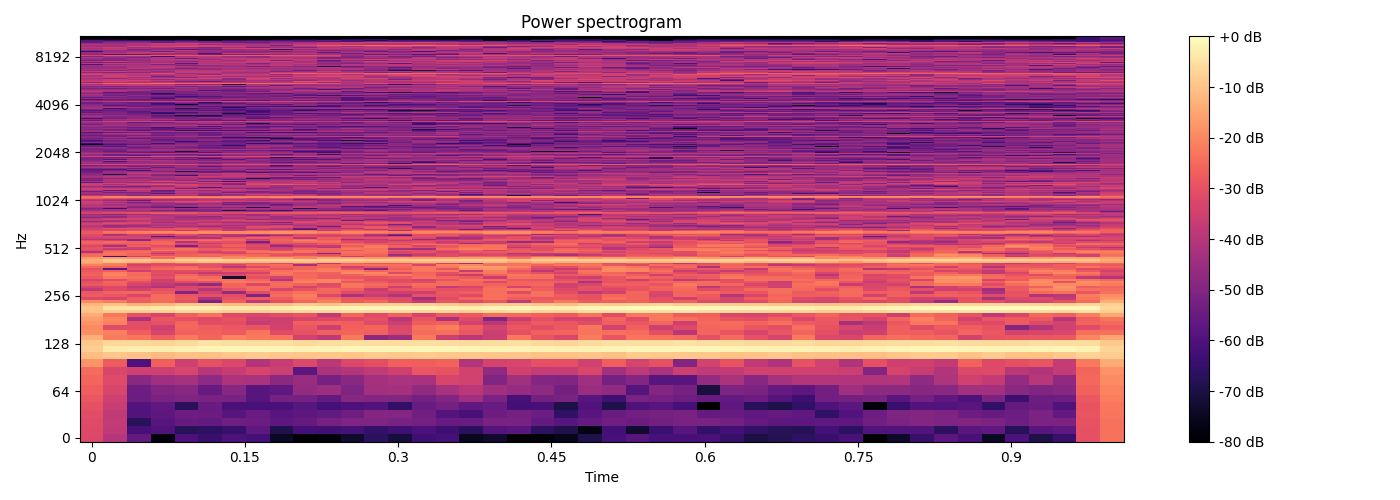 Power spectrogram
Hz
8192
4096
2048
1024
512
256
128
64
0
0 0.15 0.3 0.45 0.6 0.75 0.9
Time
+0 dB
-10 dB
-20 dB
-30 dB
-40 dB
-50 dB
-60 dB
-70 dB
-80 dB